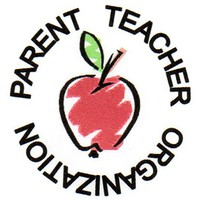 PARENT TEACHER ORGANIZATION